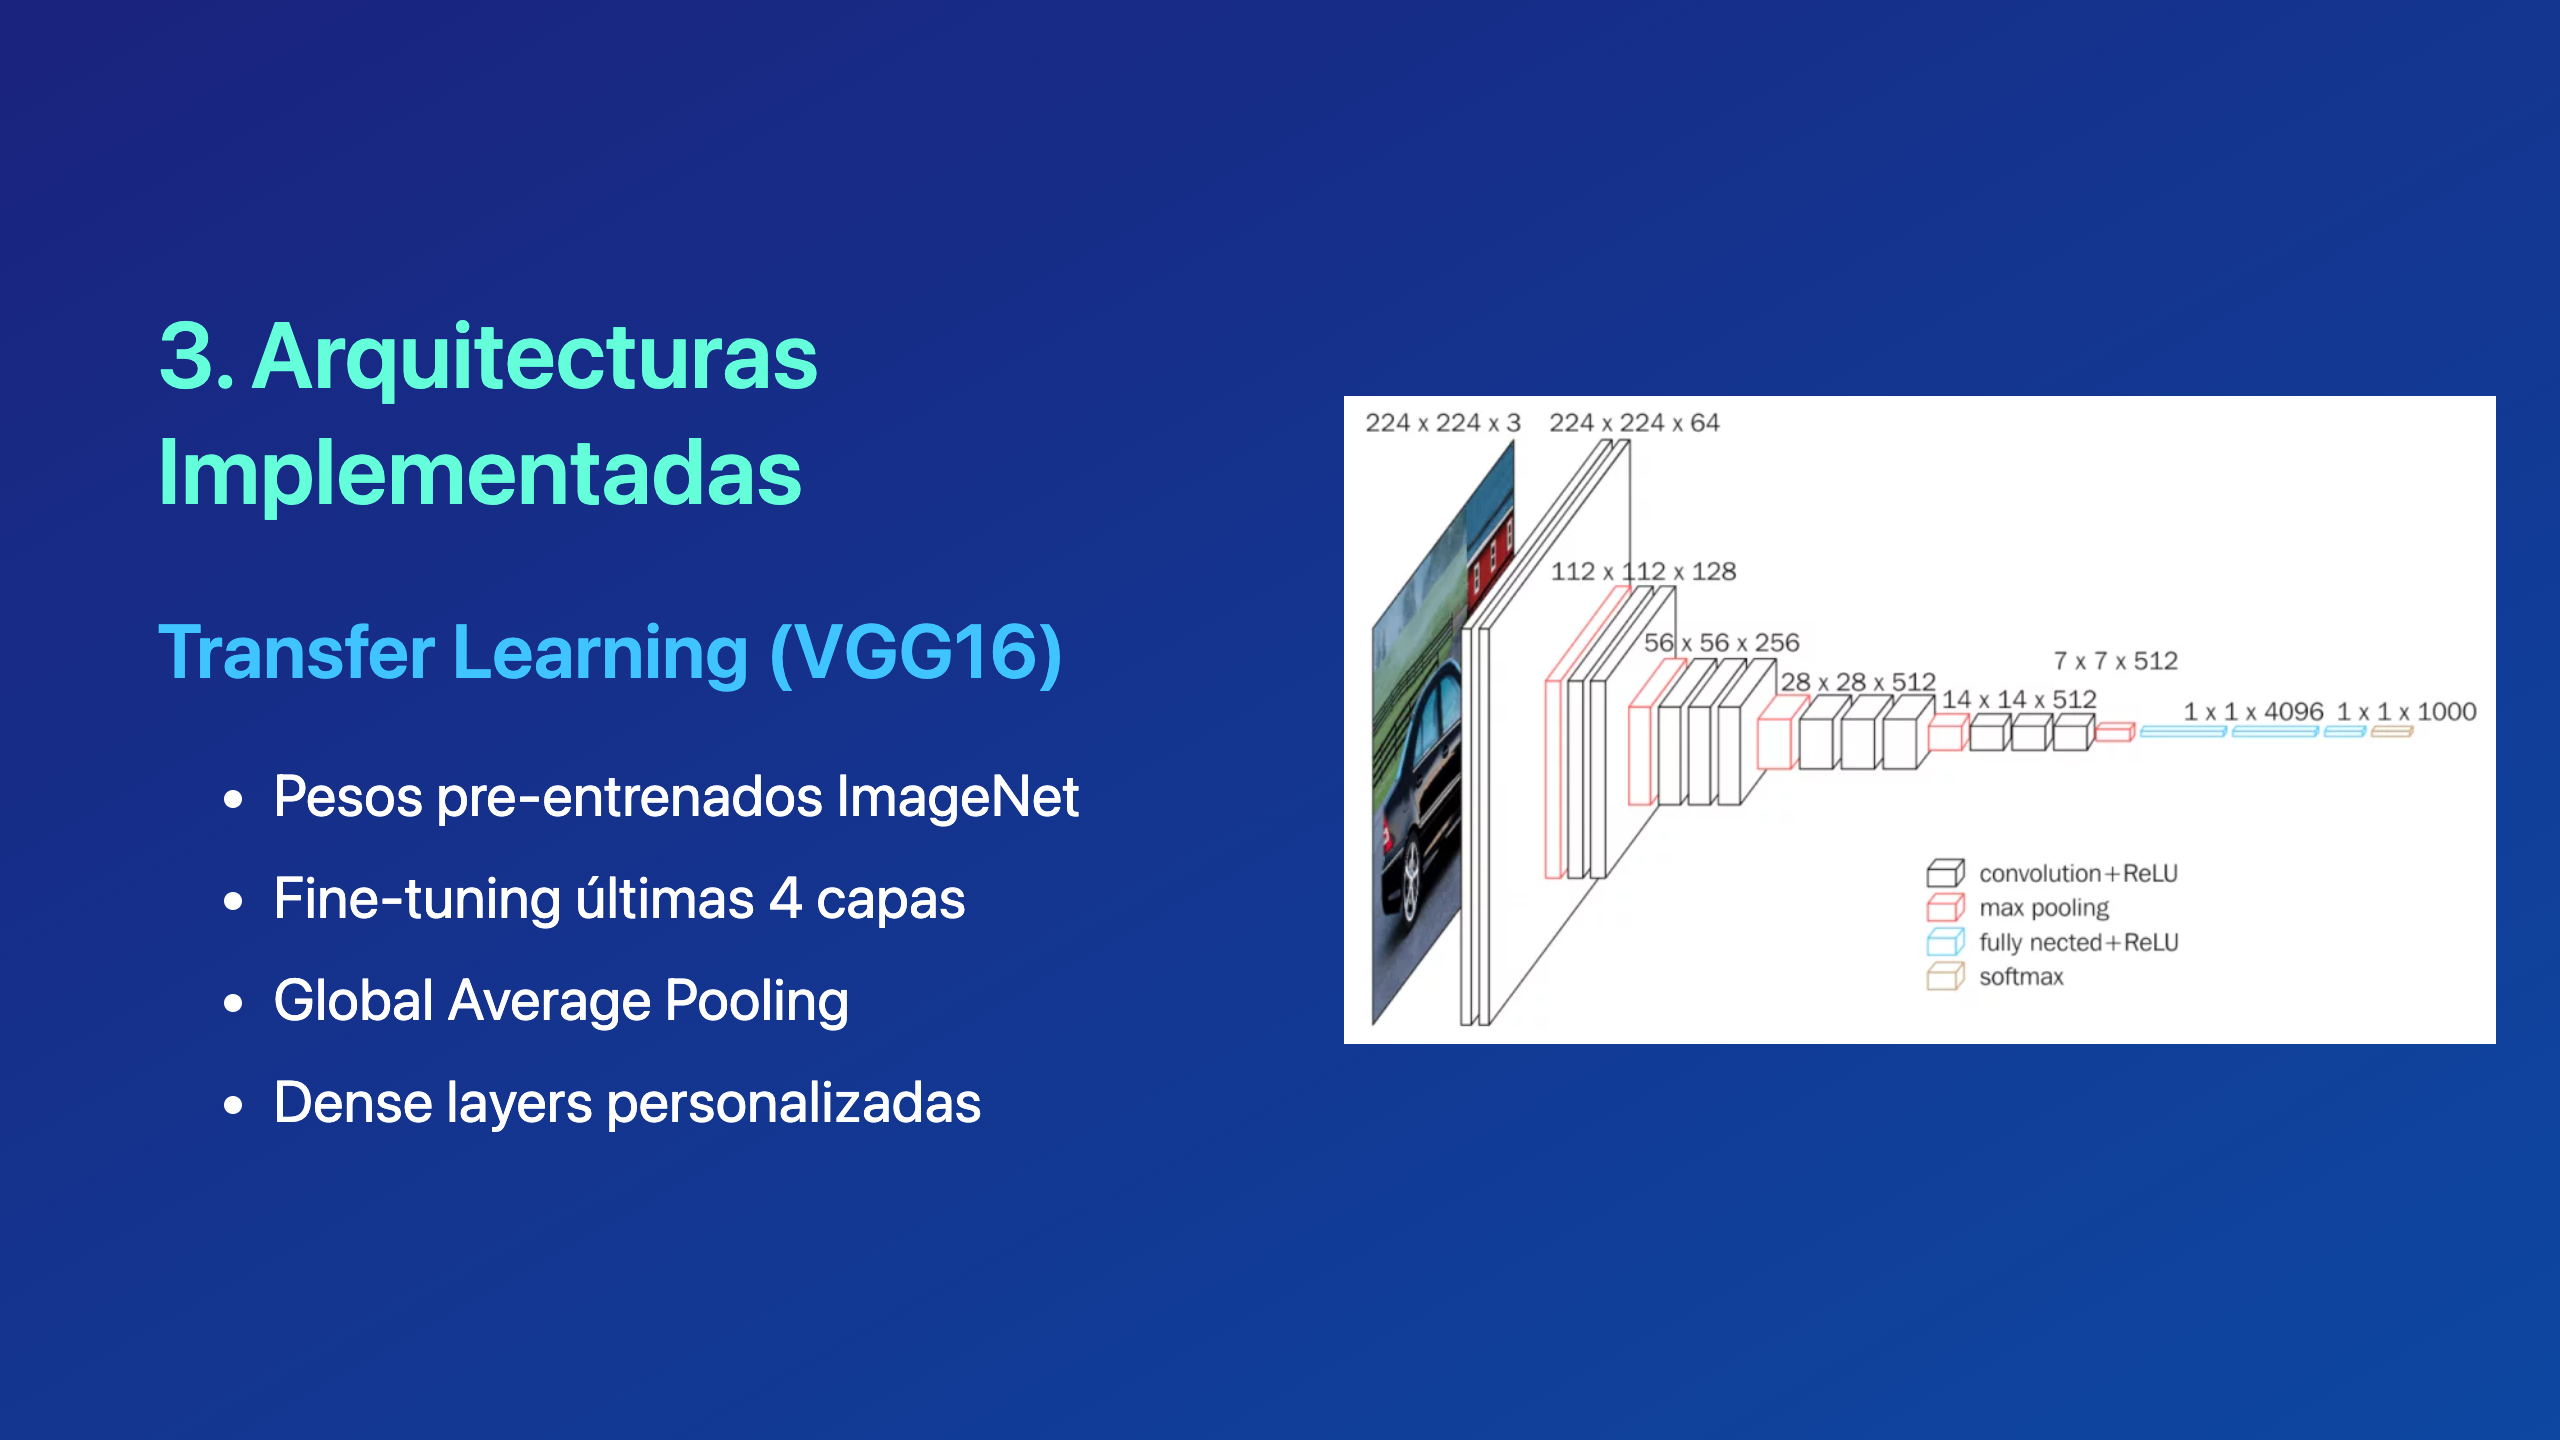 3. Arquitecturas
Implementadas
Transfer Learning (VGG16)
• Pesos pre-entrenados ImageNet
• Fine-tuning últimas 4 capas
• Global Average Pooling
• Dense layers personalizadas
224 x 224 x 3
224 x 224 x 64
112 x 112 x 128
56 x 56 x 256
28 x 28 x 512
14 x 14 x 512
7 x 7 x 512
1 x 1 x 4096
1 x 1 x 1000
convolution+ReLU
max pooling
fully nected+ReLU
softmax